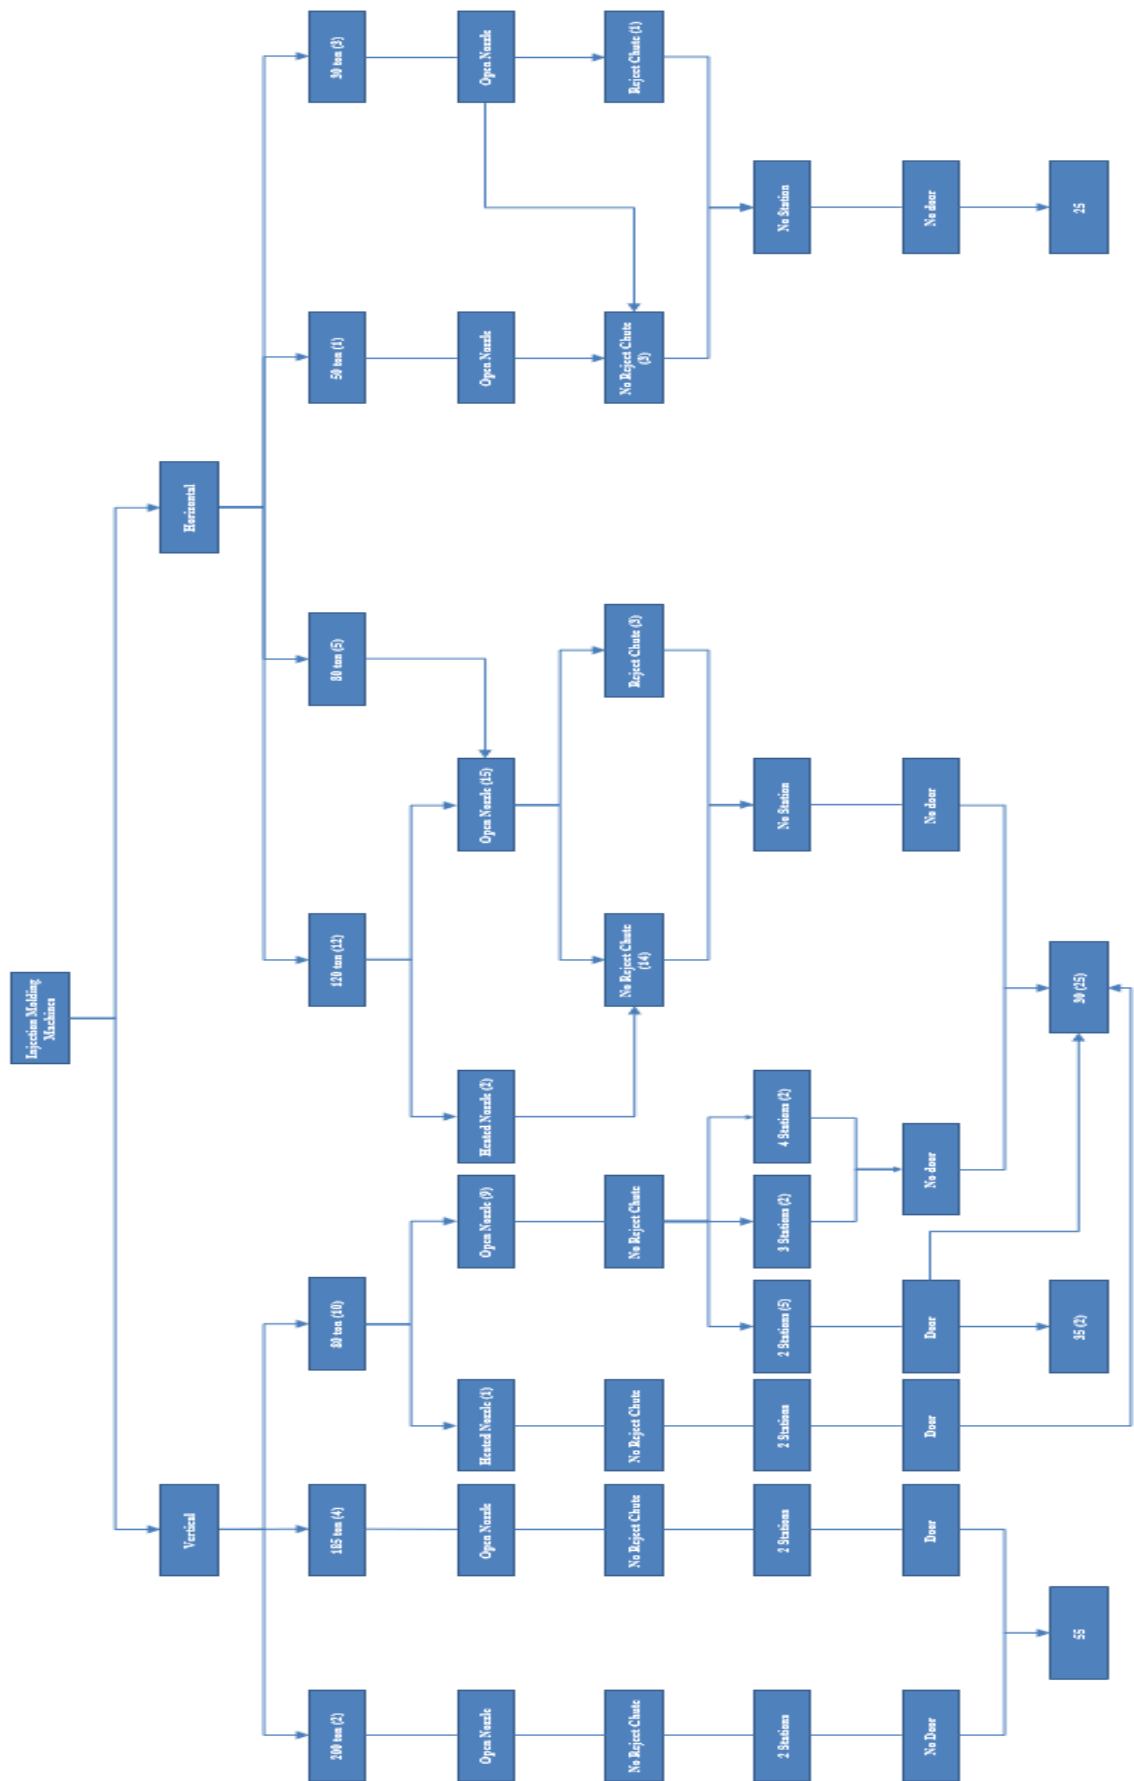 Injection Molding
Machines
Vertical
Horizontal
200 ton (2)
185 ton (4)
80 ton (10)
120 ton (12)
80 ton (5)
50 ton (1)
30 ton (3)
Open Nozzle
Open Nozzle
Heated Nozzle (1)
Open Nozzle (9)
Heated Nozzle (2)
Open Nozzle (15)
Open Nozzle
Open Nozzle
No Reject Chute
No Reject Chute
No Reject Chute
No Reject Chute
No Reject Chute
(14)
Reject Chute (3)
No Reject Chute
(3)
Reject Chute (1)
2 Stations
2 Stations
2 Stations
2 Stations (5)
3 Stations (2)
4 Stations (2)
No Station
No Station
No Door
Door
Door
Door
No door
No door
No door
55
35 (2)
30 (25)
25